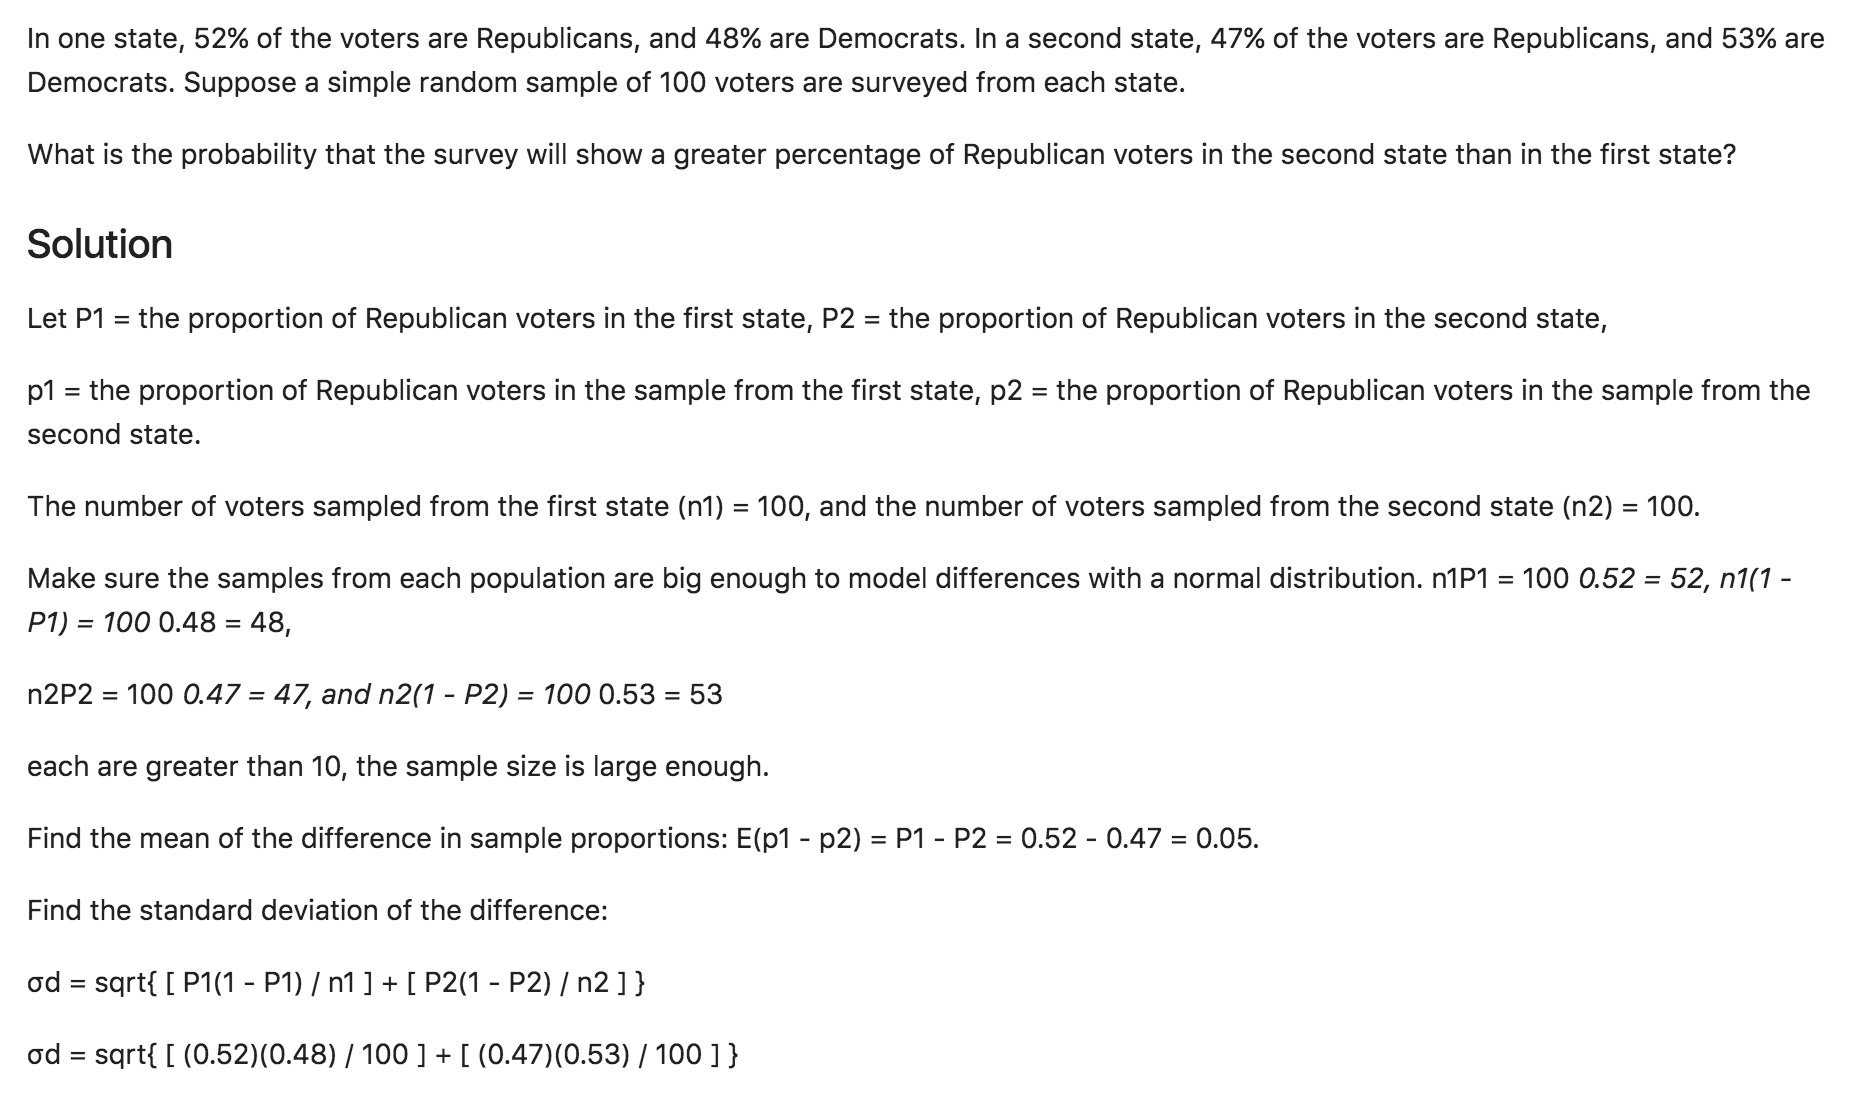 In one state, 52% of the voters are Republicans, and 48% are Democrats. In a second state, 47% of the voters are Republicans, and 53% are
Democrats. Suppose a simple random sample of 100 voters are surveyed from each state.
What is the probability that the survey will show a greater percentage of Republican voters in the second state than in the first state?
Solution
Let P1 = the proportion of Republican voters in the first state, P2 = the proportion of Republican voters in the second state,
p1 = the proportion of Republican voters in the sample from the first state, p2 = the proportion of Republican voters in the sample from the
second state.
The number of voters sampled from the first state (n1) = 100, and the number of voters sampled from the second state (n2) = 100.
Make sure the samples from each population are big enough to model differences with a normal distribution. n1P1 = 100 0.52 = 52, n1(1 -
P1) = 100 0.48 = 48,
n2P2 = 100 0.47 = 47, and n2(1 - P2) = 100 0.53 = 53
each are greater than 10, the sample size is large enough.
Find the mean of the difference in sample proportions: E(p1 - p2) = P1 - P2 = 0.52 - 0.47 = 0.05.
Find the standard deviation of the difference:
σd = sqrt{ [ P1(1 - P1) / n1 ] + [ P2(1 - P2) / n2 ] }
σd = sqrt{ [ (0.52)(0.48) / 100 ] + [ (0.47)(0.53) / 100 ] }